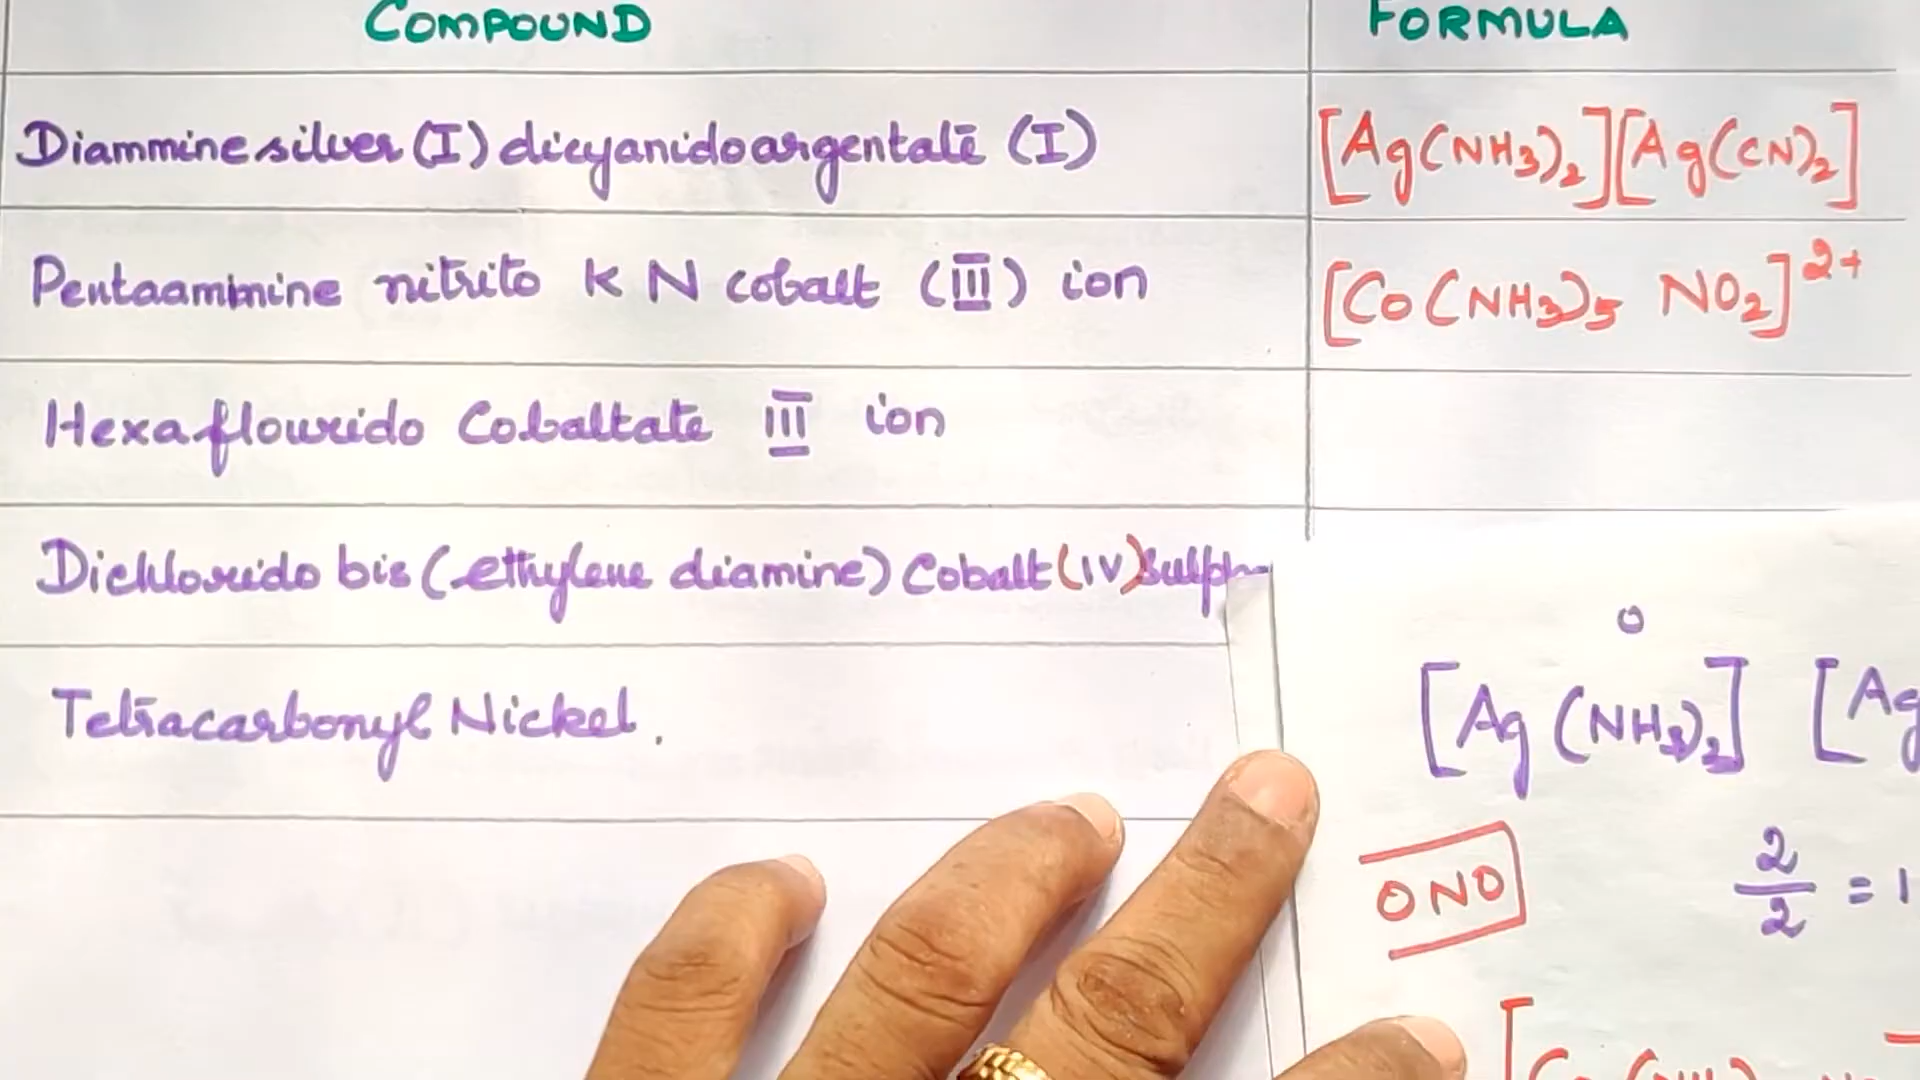 COMPOUND FORMULA
Diammine silver (I) dicyanidoargentate (I) [Ag(NH3)2][Ag(CN)2]
Pentaammine nitrito K N cobalt (III) ion [Co(NH3)5 NO2]2+
Hexaflourido Cobaltate III ion
Dichlorido bis (ethylene diamine) Cobalt (IV)
0
[Ag (NH3)2] [Ag
Tetracarbonyl Nickel.
ONO
2/2 = 1